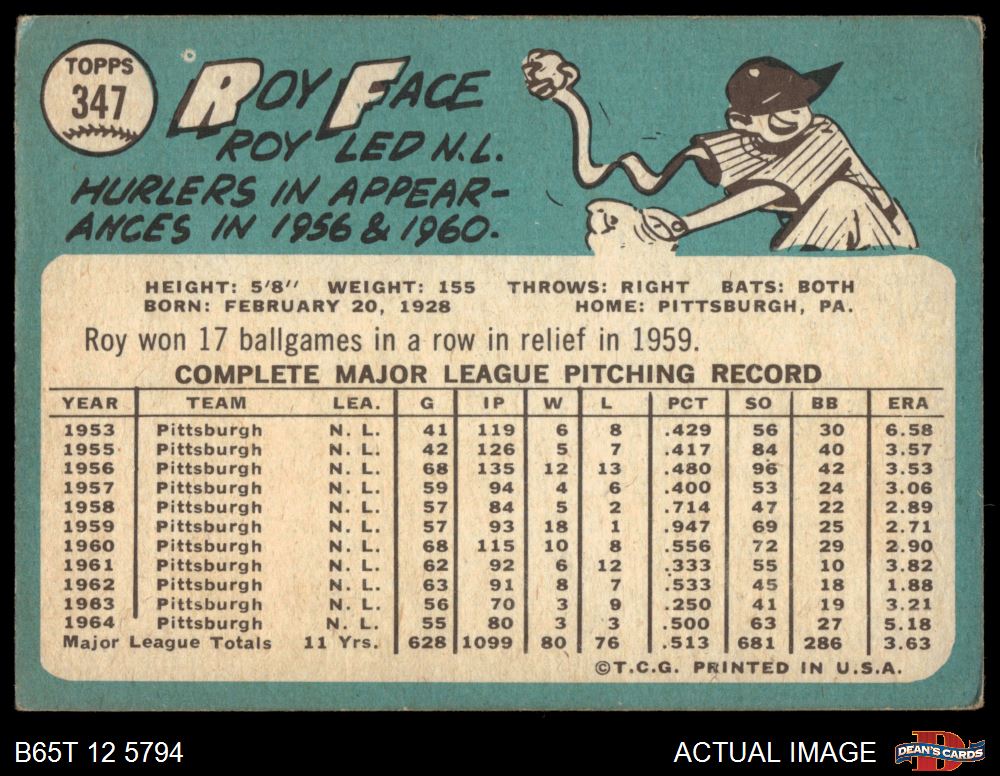 TOPPS
347
ROY FACE
ROY LED N.L.
HURLERS IN APPEAR-
ANCES IN 1956 & 1960.
HEIGHT: 5'8" WEIGHT: 155 THROWS: RIGHT BATS: BOTH
BORN: FEBRUARY 20, 1928 HOME: PITTSBURGH, PA.
Roy won 17 ballgames in a row in relief in 1959.
COMPLETE MAJOR LEAGUE PITCHING RECORD
YEAR TEAM LEA. G IP W L PCT SO BB ERA
1953 Pittsburgh N. L. 41 119 6 8 .429 56 30 6.58
1955 Pittsburgh N. L. 42 126 5 7 .417 84 40 3.57
1956 Pittsburgh N. L. 68 135 12 13 .480 96 42 3.53
1957 Pittsburgh N. L. 59 94 4 6 .400 53 24 3.06
1958 Pittsburgh N. L. 57 84 5 2 .714 47 22 2.89
1959 Pittsburgh N. L. 57 93 18 1 .947 69 25 2.71
1960 Pittsburgh N. L. 68 115 10 8 .556 72 29 2.90
1961 Pittsburgh N. L. 62 92 6 12 .333 55 10 3.82
1962 Pittsburgh N. L. 63 91 8 7 .533 45 18 1.88
1963 Pittsburgh N. L. 56 70 3 9 .250 41 19 3.21
1964 Pittsburgh N. L. 55 80 3 3 .500 63 27 5.18
Major League Totals 11 Yrs. 628 1099 80 76 .513 681 286 3.63
©T.C.G. PRINTED IN U.S.A.
B65T 12 5794 ACTUAL IMAGE DEAN'S CARDS